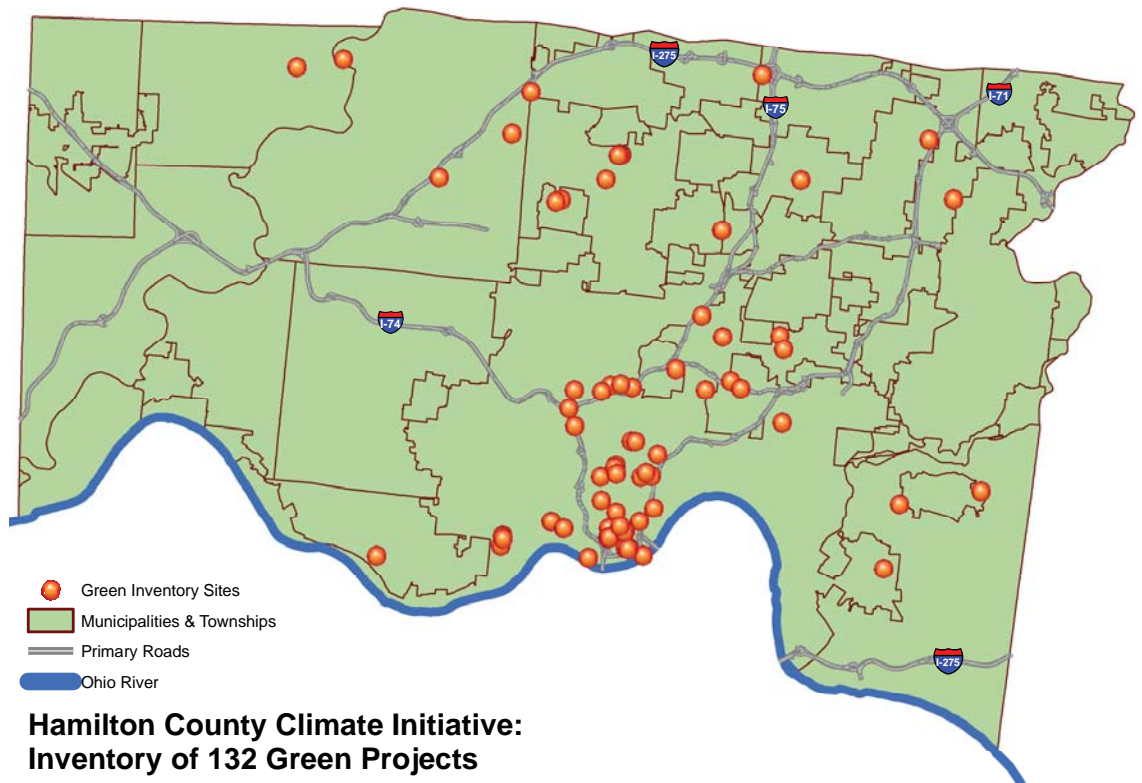 I-275
I-71
I-75
I-74
Green Inventory Sites
Municipalities & Townships
Primary Roads
I-275
Ohio River
Hamilton County Climate Initiative:
Inventory of 132 Green Projects